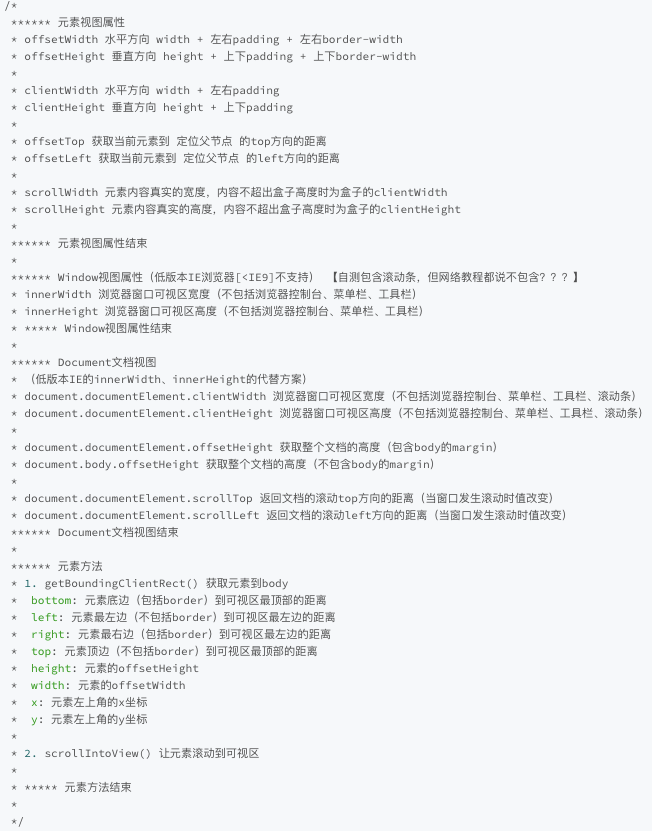 /*
****** 元素视图属性
* offsetWidth 水平方向 width + 左右padding + 左右border-width
* offsetHeight 垂直方向 height + 上下padding + 上下border-width
*
* clientWidth 水平方向 width + 左右padding
* clientHeight 垂直方向 height + 上下padding
*
* offsetTop 获取当前元素到 定位父节点 的top方向的距离
* offsetLeft 获取当前元素到 定位父节点 的left方向的距离
*
* scrollWidth 元素内容真实的宽度，内容不超出盒子高度时为盒子的clientWidth
* scrollHeight 元素内容真实的高度，内容不超出盒子高度时为盒子的clientHeight
*
****** 元素视图属性结束
*
****** Window视图属性（低版本IE浏览器[<IE9]不支持） 【自测包含滚动条，但网络教程都说不包含？？？】
* innerWidth 浏览器窗口可视区宽度（不包括浏览器控制台、菜单栏、工具栏）
* innerHeight 浏览器窗口可视区高度（不包括浏览器控制台、菜单栏、工具栏）
* ***** Window视图属性结束
*
****** Document文档视图
* （低版本IE的innerWidth、innerHeight的代替方案）
* document.documentElement.clientWidth 浏览器窗口可视区宽度（不包括浏览器控制台、菜单栏、工具栏、滚动条）
* document.documentElement.clientHeight 浏览器窗口可视区高度（不包括浏览器控制台、菜单栏、工具栏、滚动条）
*
* document.documentElement.offsetHeight 获取整个文档的高度（包含body的margin）
* document.body.offsetHeight 获取整个文档的高度（不包含body的margin）
*
* document.documentElement.scrollTop 返回文档的滚动top方向的距离（当窗口发生滚动时值改变）
* document.documentElement.scrollLeft 返回文档的滚动left方向的距离（当窗口发生滚动时值改变）
****** Document文档视图结束
*
****** 元素方法
* 1. getBoundingClientRect() 获取元素到body
*  bottom: 元素底边（包括border）到可视区最顶部的距离
*  left: 元素最左边（不包括border）到可视区最左边的距离
*  right: 元素最右边（包括border）到可视区最左边的距离
*  top: 元素顶边（不包括border）到可视区最顶部的距离
*  height: 元素的offsetHeight
*  width: 元素的offsetWidth
*  x: 元素左上角的x坐标
*  y: 元素左上角的y坐标
*
* 2. scrollIntoView() 让元素滚动到可视区
*
* ***** 元素方法结束
*
*/